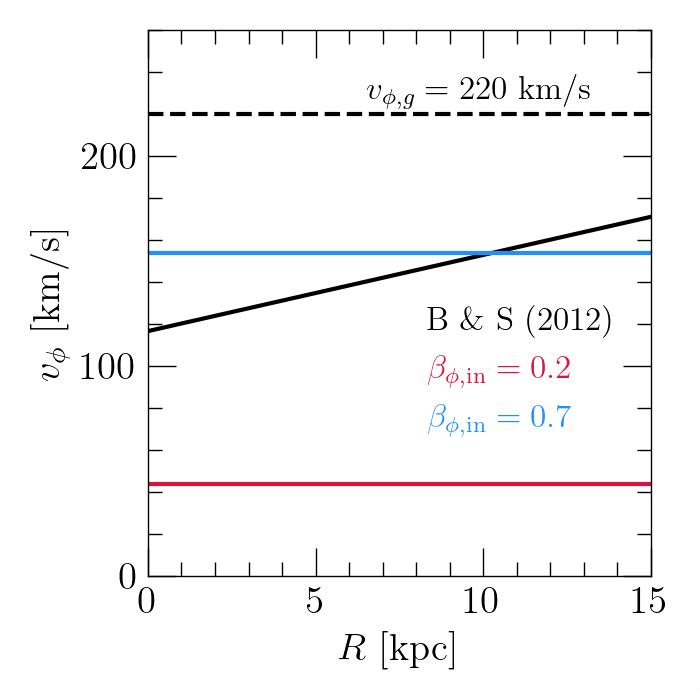 v_{ϕ,g} = 220 km/s
200
v_ϕ [km/s]
B & S (2012)
100
β_{ϕ,in} = 0.2
β_{ϕ,in} = 0.7
0
0 5 10 15
R [kpc]